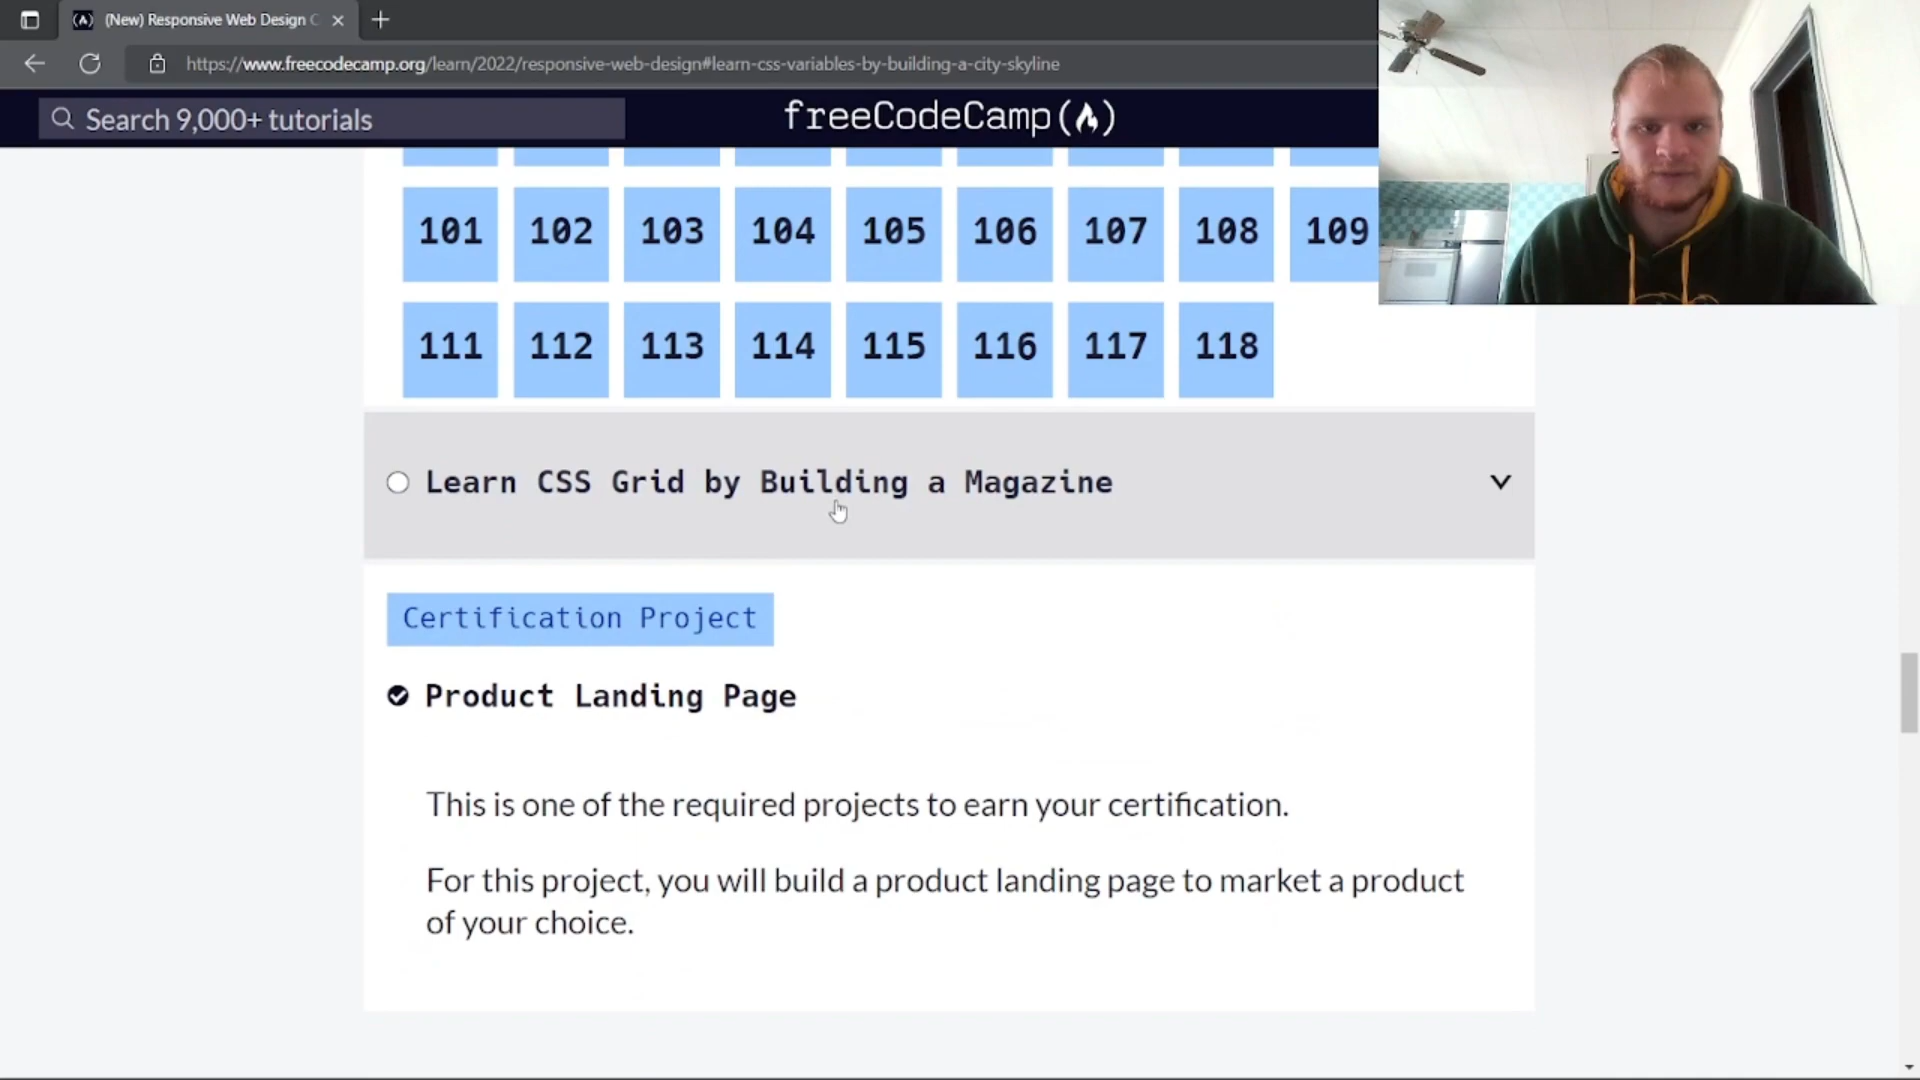 (New) Responsive Web Design C
https://www.freecodecamp.org/learn/2022/responsive-web-design#learn-css-variables-by-building-a-city-skyline
Search 9,000+ tutorials
freeCodeCamp
101 102 103 104 105 106 107 108 109
111 112 113 114 115 116 117 118
Learn CSS Grid by Building a Magazine
Certification Project
Product Landing Page
This is one of the required projects to earn your certification.
For this project, you will build a product landing page to market a product
of your choice.